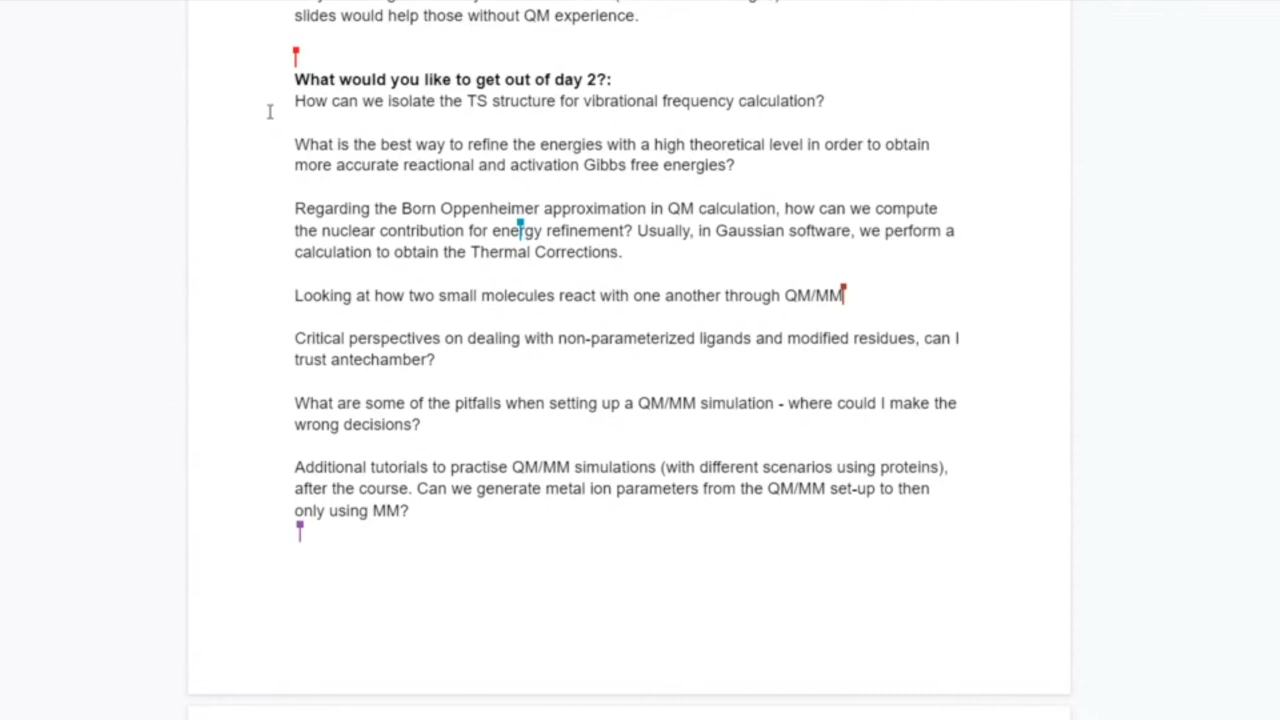 slides would help those without QM experience.
What would you like to get out of day 2?:
How can we isolate the TS structure for vibrational frequency calculation?
What is the best way to refine the energies with a high theoretical level in order to obtain
more accurate reactional and activation Gibbs free energies?
Regarding the Born Oppenheimer approximation in QM calculation, how can we compute
the nuclear contribution for energy refinement? Usually, in Gaussian software, we perform a
calculation to obtain the Thermal Corrections.
Looking at how two small molecules react with one another through QM/MM
Critical perspectives on dealing with non-parameterized ligands and modified residues, can I
trust antechamber?
What are some of the pitfalls when setting up a QM/MM simulation - where could I make the
wrong decisions?
Additional tutorials to practise QM/MM simulations (with different scenarios using proteins),
after the course. Can we generate metal ion parameters from the QM/MM set-up to then
only using MM?